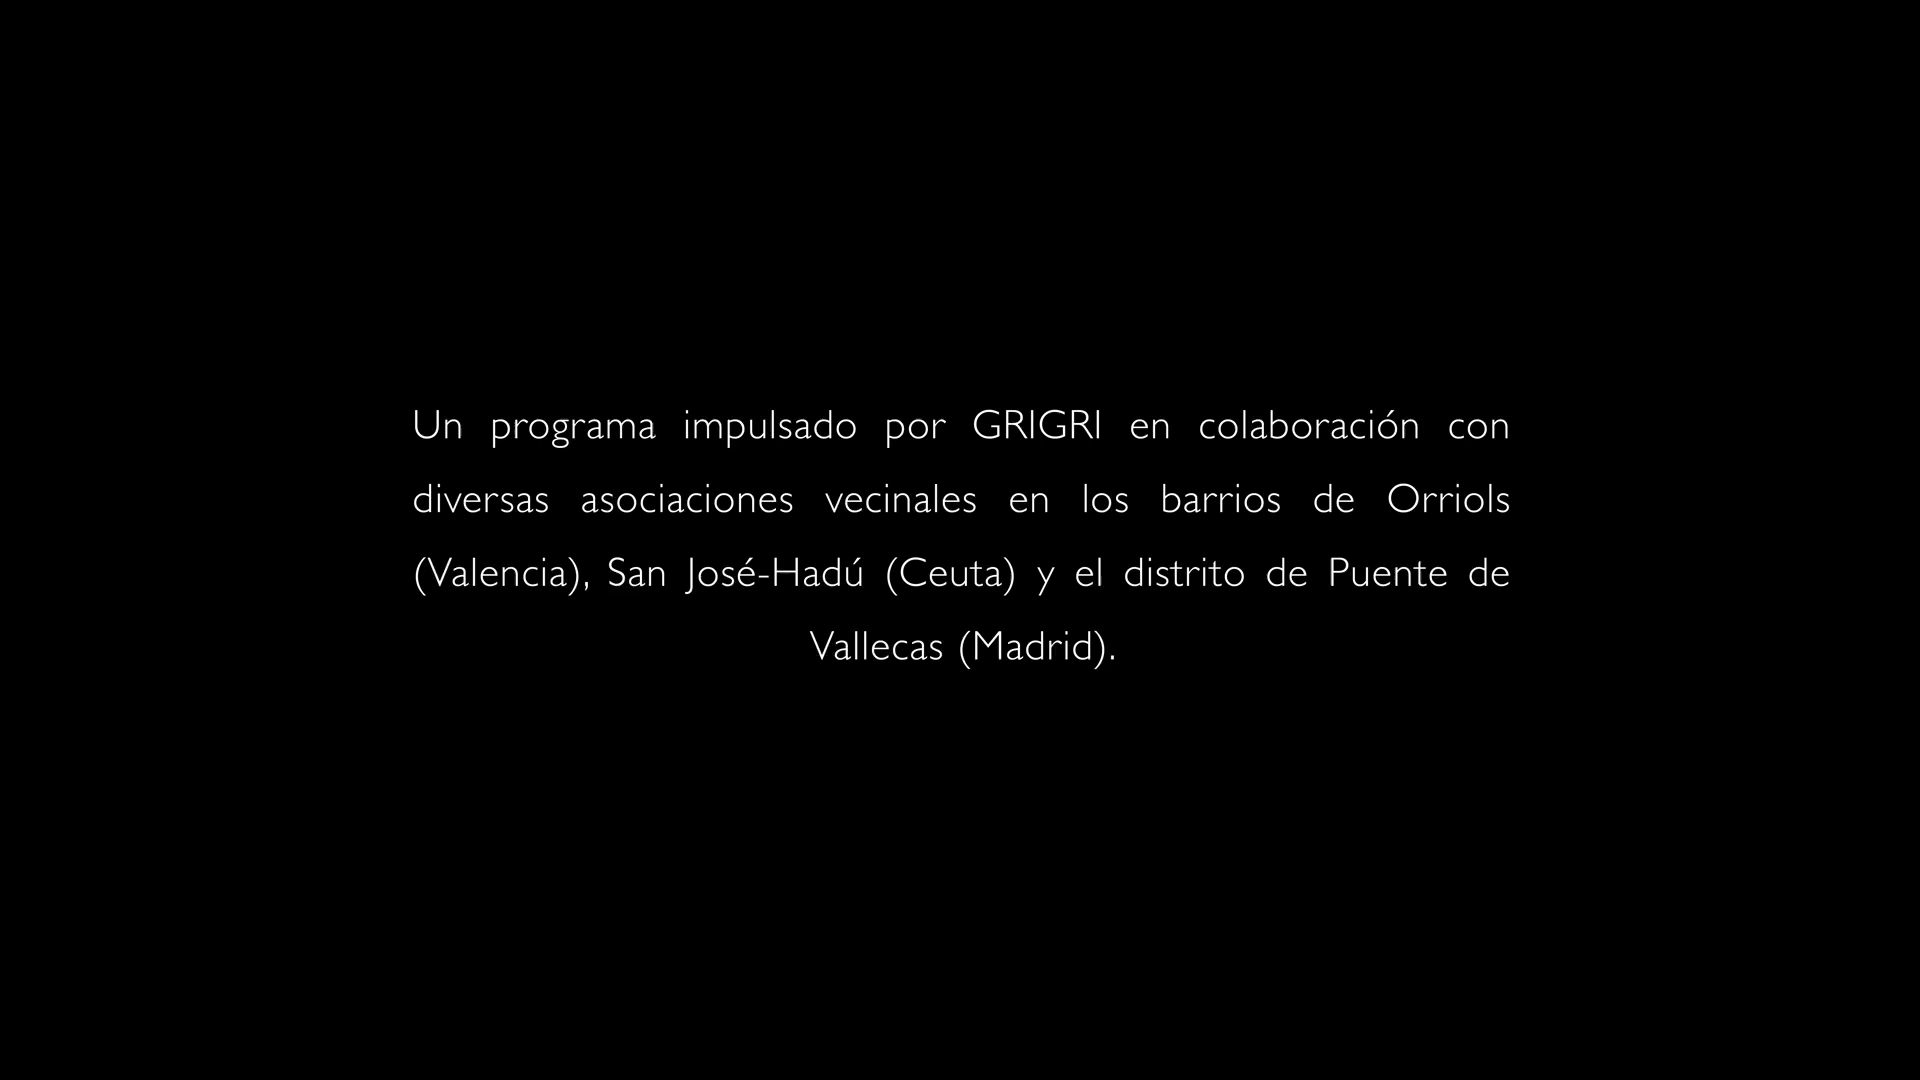 Un programa impulsado por GRIGRI en colaboración con
diversas asociaciones vecinales en los barrios de Orriols
(Valencia), San José-Hadú (Ceuta) y el distrito de Puente de
Vallecas (Madrid).